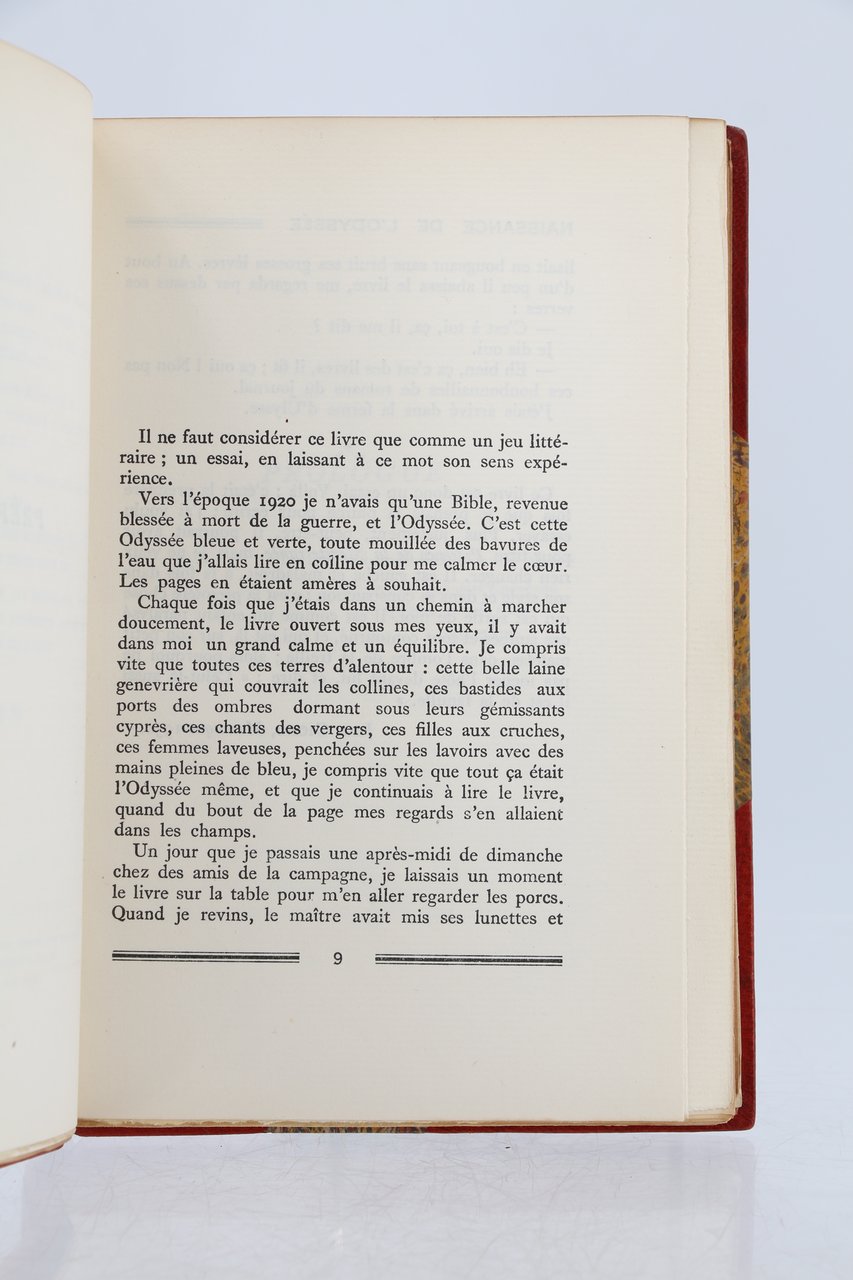 Il ne faut considérer ce livre que comme un jeu litté-
raire ; un essai, en laissant à ce mot son sens expé-
rience.
Vers l'époque 1920 je n'avais qu'une Bible, revenue
blessée à mort de la guerre, et l'Odyssée. C'est cette
Odyssée bleue et verte, toute mouillée des bavures de
l'eau que j'allais lire en colline pour me calmer le cœur.
Les pages en étaient amères à souhait.
Chaque fois que j'étais dans un chemin à marcher
doucement, le livre ouvert sous mes yeux, il y avait
dans moi un grand calme et un équilibre. Je compris
vite que toutes ces terres d'alentour : cette belle laine
genevrière qui couvrait les collines, ces bastides aux
ports des ombres dormant sous leurs gémissants
cyprès, ces chants des vergers, ces filles aux cruches,
ces femmes laveuses, penchées sur les lavoirs avec des
mains pleines de bleu, je compris vite que tout ça était
l'Odyssée même, et que je continuais à lire le livre,
quand du bout de la page mes regards s'en allaient
dans les champs.
Un jour que je passais une après-midi de dimanche
chez des amis de la campagne, je laissais un moment
le livre sur la table pour m'en aller regarder les porcs.
Quand je revins, le maître avait mis ses lunettes et
9